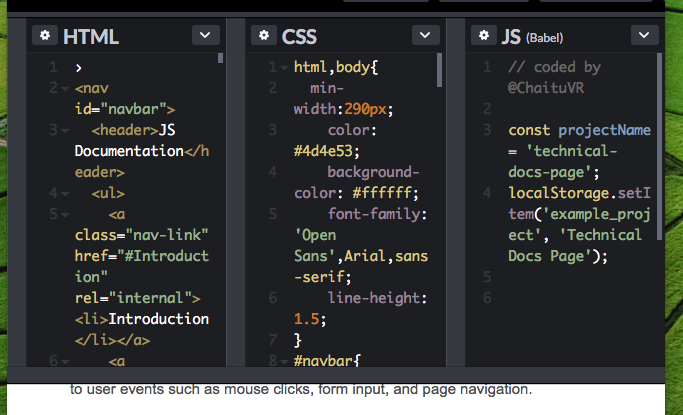 HTML
1 >
2 <nav
id="navbar">
3 <header>JS
Documentation</h
eader>
4 <ul>
5 <a
class="nav-link"
href="#Introduct
ion"
rel="internal">
<li>Introduction
</li></a>
6 <a
CSS
1 html,body{
2 min-
width:290px;
3 color:
#4d4e53;
4 background-
color: #ffffff;
5 font-family:
'Open
Sans',Arial,sans
-serif;
6 line-height:
1.5;
7 }
8 #navbar{
JS (Babel)
1 // coded by
@ChaituVR
2
3 const projectName
= 'technical-
docs-page';
4 localStorage.setI
tem('example_proj
ect', 'Technical
Docs Page');
5
6
to user events such as mouse clicks, form input, and page navigation.